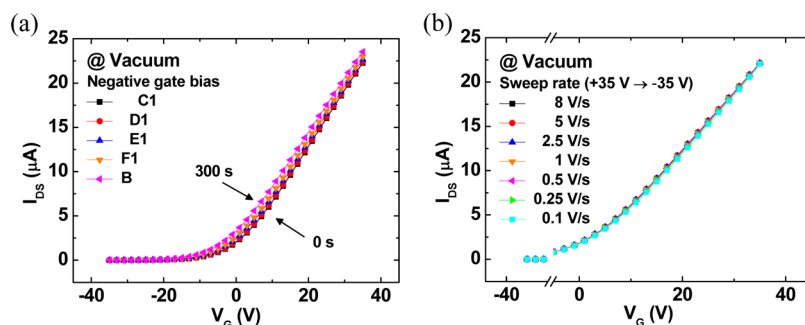 (a)
@ Vacuum
Negative gate bias
C1
D1
E1
F1
B
300 s
0 s
25
20
15
10
5
0
I_DS (μA)
-40
-20
0
20
40
V_G (V)
(b)
@ Vacuum
Sweep rate (+35 V → -35 V)
8 V/s
5 V/s
2.5 V/s
1 V/s
0.5 V/s
0.25 V/s
0.1 V/s
25
20
15
10
5
0
I_DS (μA)
-40
0
20
40
V_G (V)